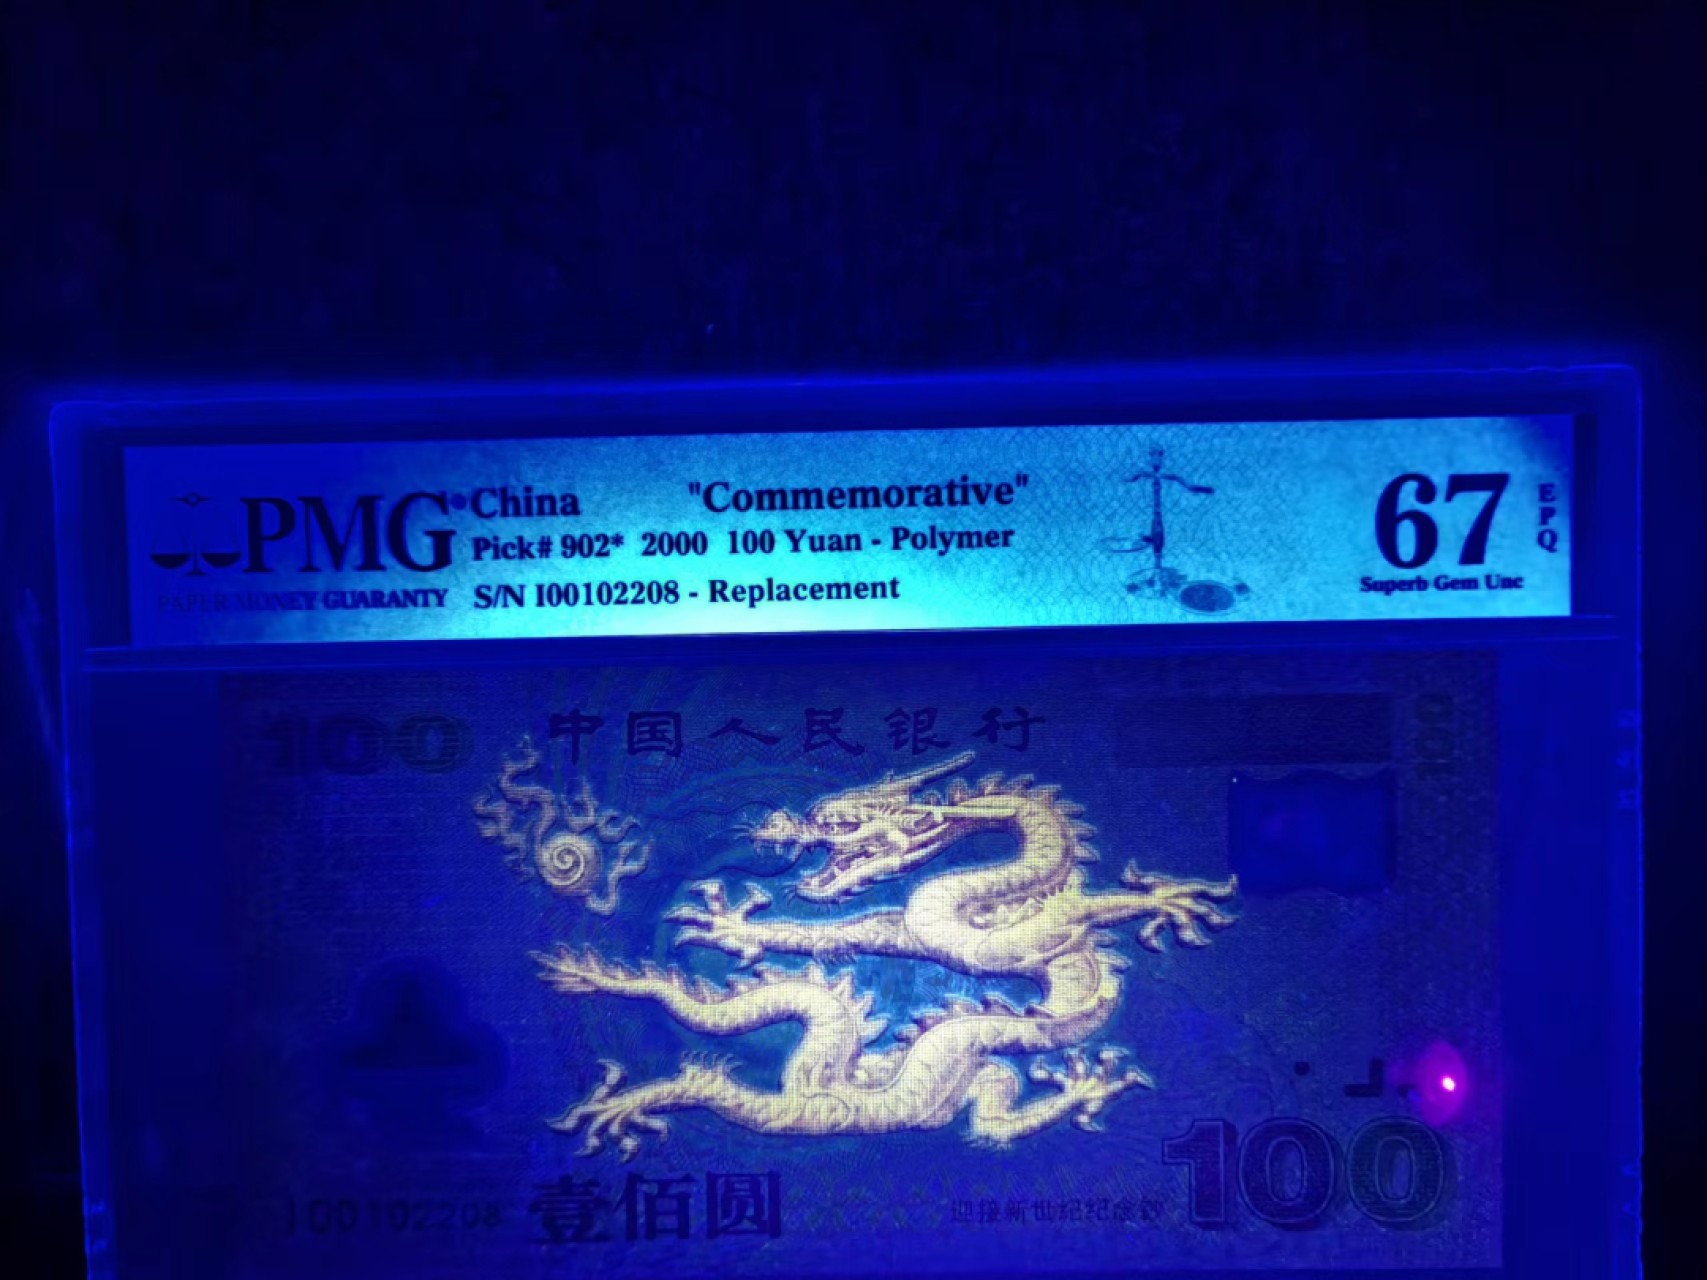 PMG China "Commemorative"
Pick# 902* 2000 100 Yuan - Polymer
PAPER MONEY GUARANTY S/N I00102208 - Replacement
67
EPQ
Superb Gem Unc
100 中国人民银行 100
100
J00102208 壹佰圆 迎接新世纪纪念钞